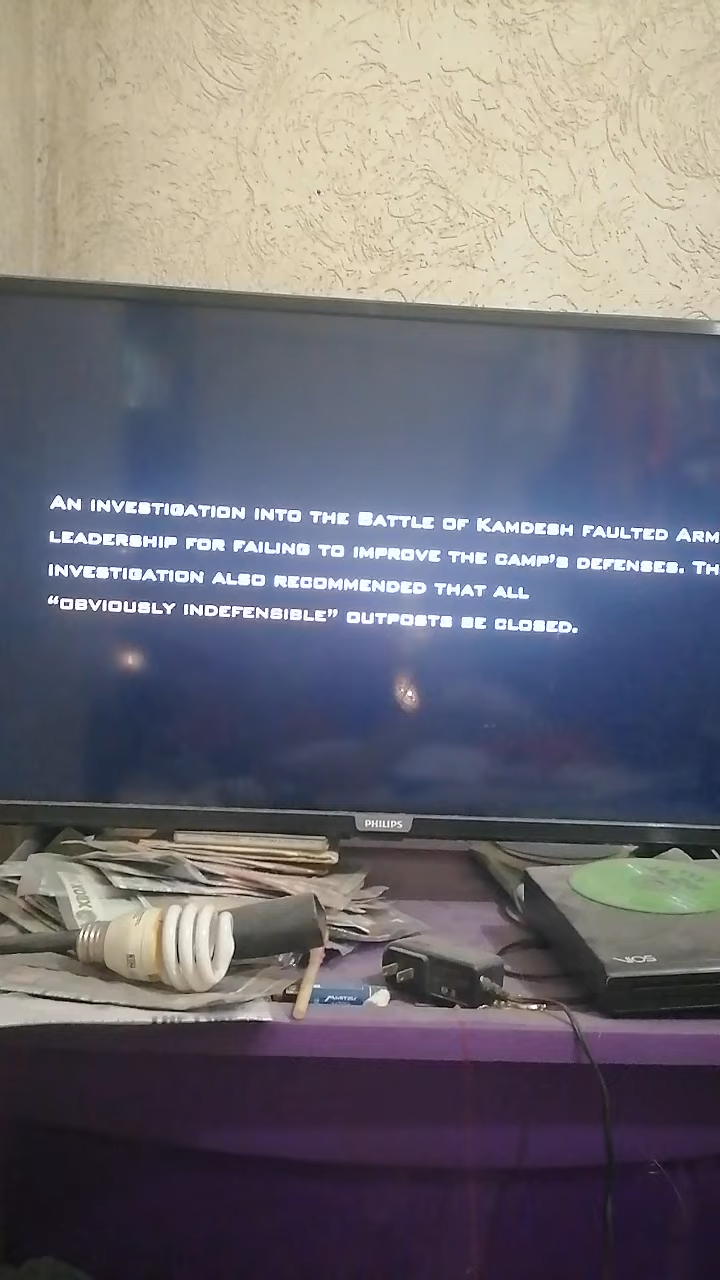 AN INVESTIGATION INTO THE BATTLE OF KAMDESH FAULTED ARM
LEADERSHIP FOR FAILING TO IMPROVE THE CAMP'S DEFENSES. TH
INVESTIGATION ALSO RECOMMENDED THAT ALL
“OBVIOUSLY INDEFENSIBLE” OUTPOSTS BE CLOSED.
PHILIPS